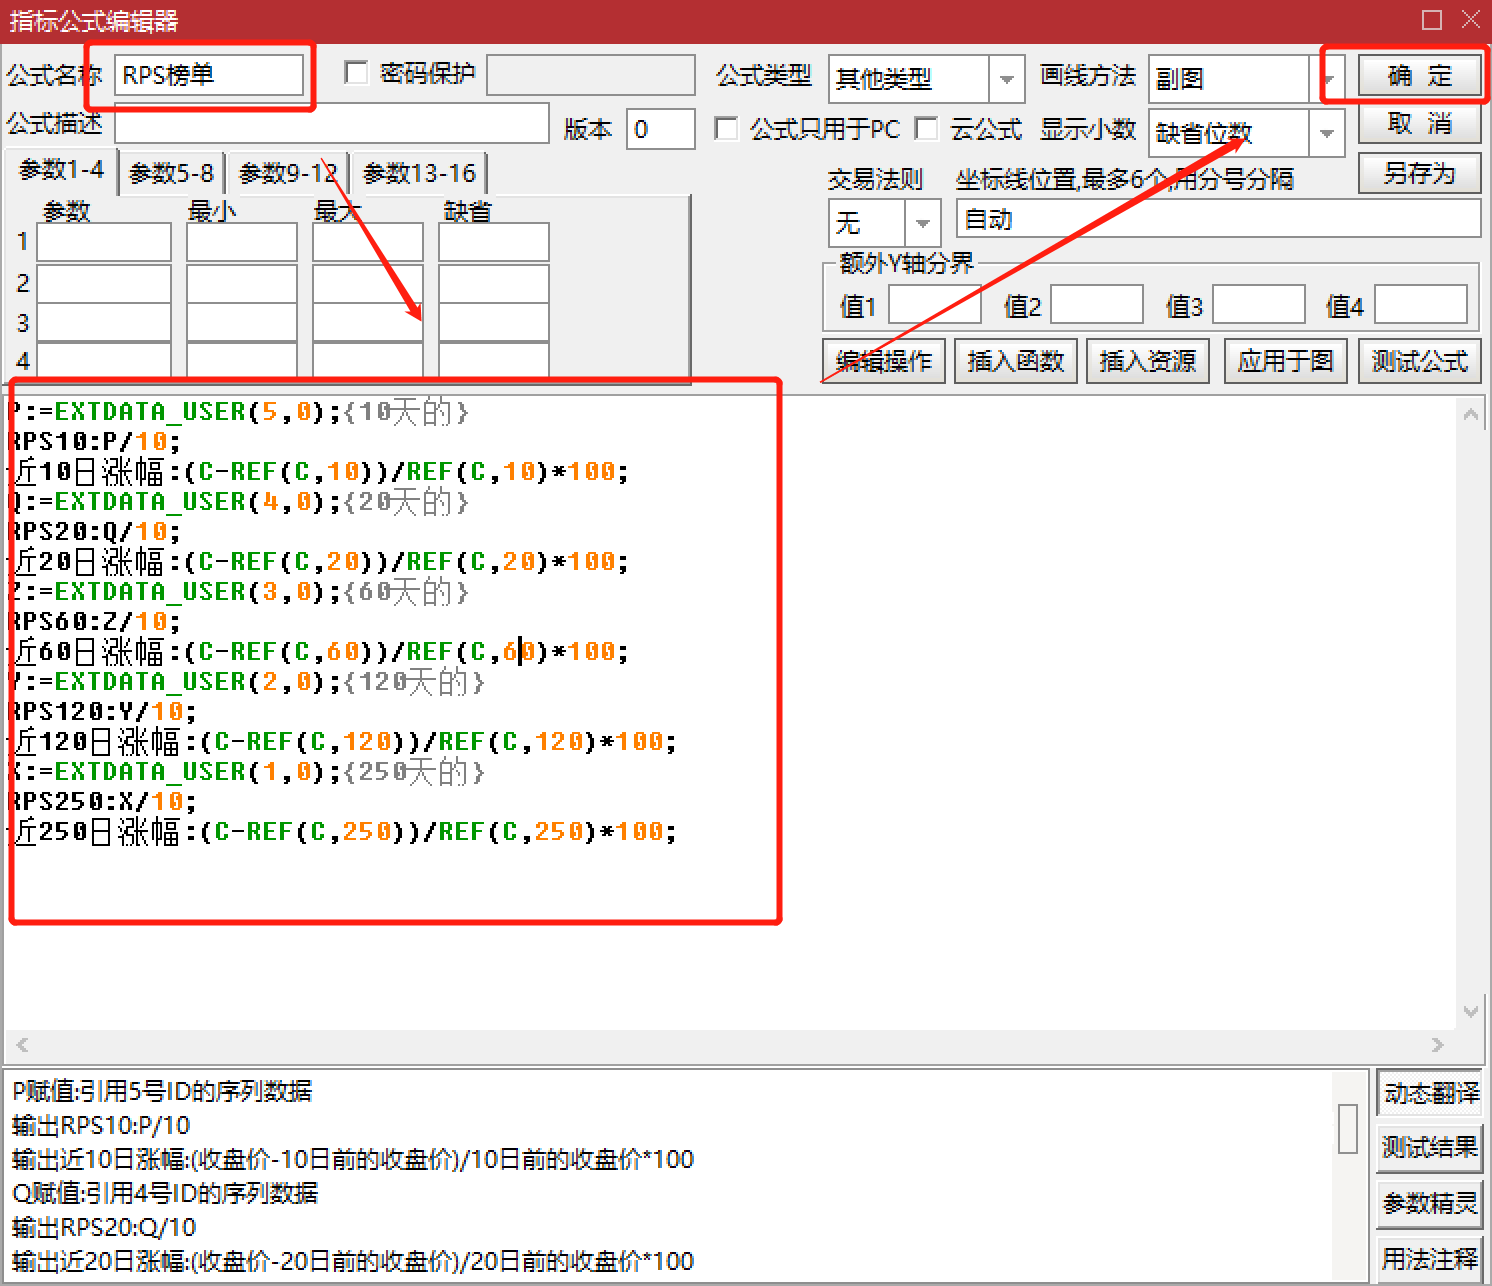 指标公式编辑器
公式名称 RPS榜单 密码保护 公式类型 其他类型 画线方法 副图 确 定
公式描述 版本 0 公式只用于PC 云公式 显示小数 缺省位数 取 消
参数1-4 参数5-8 参数9-12 参数13-16 交易法则 坐标线位置,最多6个,用分号分隔 另存为
参数 最小 最大 缺省 无 自动
1
2
3
4
额外Y轴分界
值1 值2 值3 值4
编辑操作 插入函数 插入资源 应用于图 测试公式
P:=EXTDATA_USER(5,0);{10天的}
RPS10:P/10;
近10日涨幅:(C-REF(C,10))/REF(C,10)*100;
Q:=EXTDATA_USER(4,0);{20天的}
RPS20:Q/10;
近20日涨幅:(C-REF(C,20))/REF(C,20)*100;
Z:=EXTDATA_USER(3,0);{60天的}
RPS60:Z/10;
近60日涨幅:(C-REF(C,60))/REF(C,60)*100;
Y:=EXTDATA_USER(2,0);{120天的}
RPS120:Y/10;
近120日涨幅:(C-REF(C,120))/REF(C,120)*100;
X:=EXTDATA_USER(1,0);{250天的}
RPS250:X/10;
近250日涨幅:(C-REF(C,250))/REF(C,250)*100;
P赋值:引用5号ID的序列数据
输出RPS10:P/10
输出近10日涨幅:(收盘价-10日前的收盘价)/10日前的收盘价*100
Q赋值:引用4号ID的序列数据
输出RPS20:Q/10
输出近20日涨幅:(收盘价-20日前的收盘价)/20日前的收盘价*100
动态翻译
测试结果
参数精灵
用法注释